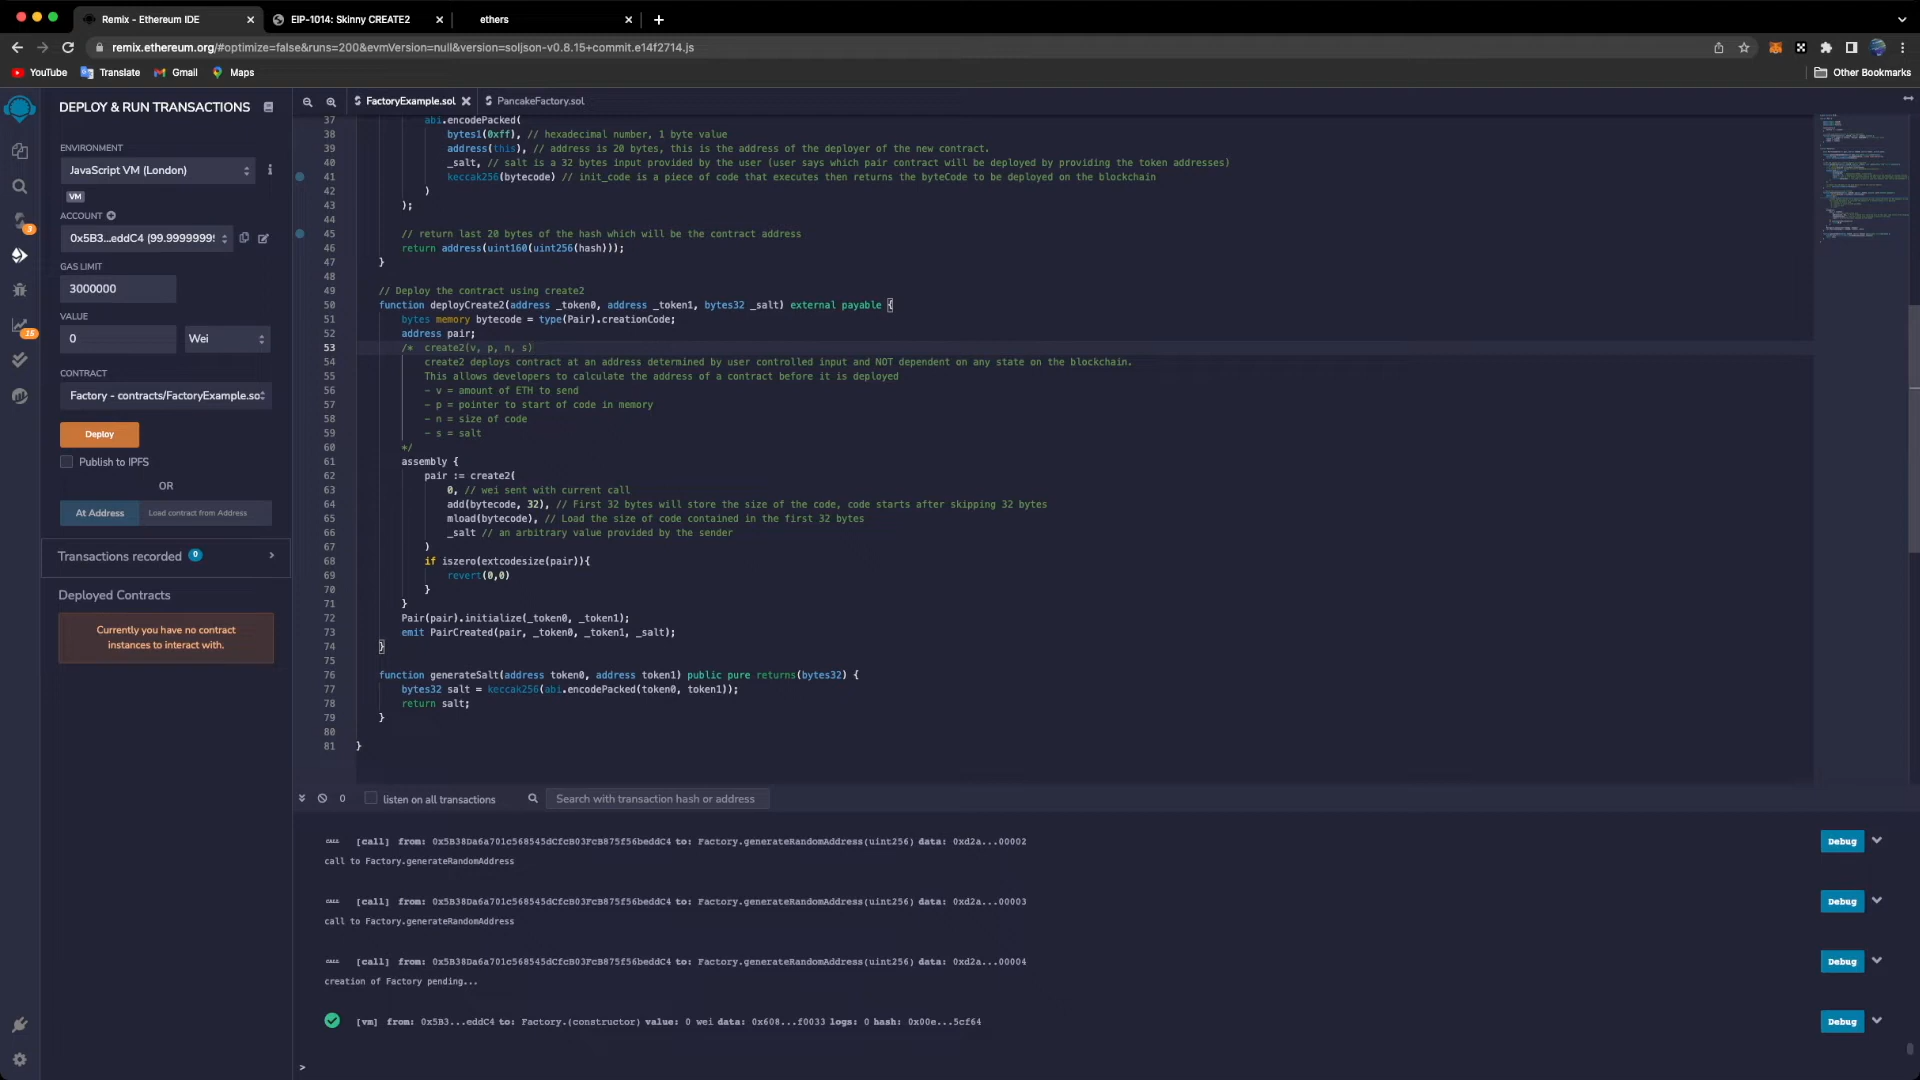 Remix - Ethereum IDE
EIP-1014: Skinny CREATE2
ethers
remix.ethereum.org/#optimize=false&runs=200&evmVersion=null&version=soljson-v0.8.15+commit.e14f2714.js
YouTube
Translate
Gmail
Maps
Other Bookmarks
DEPLOY & RUN TRANSACTIONS
ENVIRONMENT
JavaScript VM (London)
VM
ACCOUNT
0x5B3...eddC4 (99.9999999
GAS LIMIT
3000000
VALUE
0
Wei
CONTRACT
Factory - contracts/FactoryExample.so
Deploy
Publish to IPFS
OR
At Address
Load contract from Address
Transactions recorded 0
Deployed Contracts
Currently you have no contract
instances to interact with.
3
15
FactoryExample.sol
PancakeFactory.sol
37 abi.encodePacked(
38 bytes1(0xff), // hexadecimal number, 1 byte value
39 address(this), // address is 20 bytes, this is the address of the deployer of the new contract.
40 _salt, // salt is a 32 bytes input provided by the user (user says which pair contract will be deployed by providing the token addresses)
41 keccak256(bytecode) // init_code is a piece of code that executes then returns the byteCode to be deployed on the blockchain
42 )
43 );
44
45 // return last 20 bytes of the hash which will be the contract address
46 return address(uint160(uint256(hash)));
47 }
48
49 // Deploy the contract using create2
50 function deployCreate2(address _token0, address _token1, bytes32 _salt) external payable {
51 bytes memory bytecode = type(Pair).creationCode;
52 address pair;
53 /* create2(v, p, n, s)
54 create2 deploys contract at an address determined by user controlled input and NOT dependent on any state on the blockchain.
55 This allows developers to calculate the address of a contract before it is deployed
56 - v = amount of ETH to send
57 - p = pointer to start of code in memory
58 - n = size of code
59 - s = salt
60 */
61 assembly {
62 pair := create2(
63 0, // wei sent with current call
64 add(bytecode, 32), // First 32 bytes will store the size of the code, code starts after skipping 32 bytes
65 mload(bytecode), // Load the size of code contained in the first 32 bytes
66 _salt // an arbitrary value provided by the sender
67 )
68 if iszero(extcodesize(pair)){
69 revert(0,0)
70 }
71 }
72 Pair(pair).initialize(_token0, _token1);
73 emit PairCreated(pair, _token0, _token1, _salt);
74 }
75
76 function generateSalt(address token0, address token1) public pure returns(bytes32) {
77 bytes32 salt = keccak256(abi.encodePacked(token0, token1));
78 return salt;
79 }
80
81 }
0
listen on all transactions
Search with transaction hash or address
CALL [call] from: 0x5B38Da6a701c568545dCfcB03FcB875f56beddC4 to: Factory.generateRandomAddress(uint256) data: 0xd2a...00002
Debug
call to Factory.generateRandomAddress
CALL [call] from: 0x5B38Da6a701c568545dCfcB03FcB875f56beddC4 to: Factory.generateRandomAddress(uint256) data: 0xd2a...00003
Debug
call to Factory.generateRandomAddress
CALL [call] from: 0x5B38Da6a701c568545dCfcB03FcB875f56beddC4 to: Factory.generateRandomAddress(uint256) data: 0xd2a...00004
Debug
creation of Factory pending...
[vm] from: 0x5B3...eddC4 to: Factory.(constructor) value: 0 wei data: 0x608...f0033 logs: 0 hash: 0x00e...5cf64
Debug
>